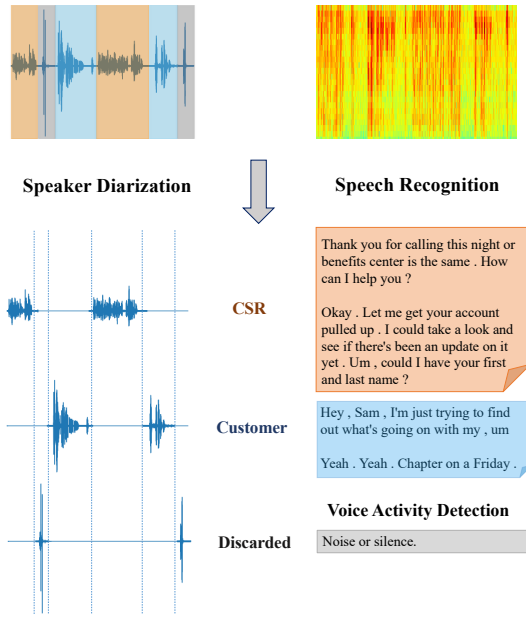 Speaker Diarization
Speech Recognition
CSR
Thank you for calling this night or
benefits center is the same . How
can I help you ?
Okay . Let me get your account
pulled up . I could take a look and
see if there's been an update on it
yet . Um , could I have your first
and last name ?
Customer
Hey , Sam , I'm just trying to find
out what's going on with my , um
Yeah . Yeah . Chapter on a Friday .
Voice Activity Detection
Discarded
Noise or silence.